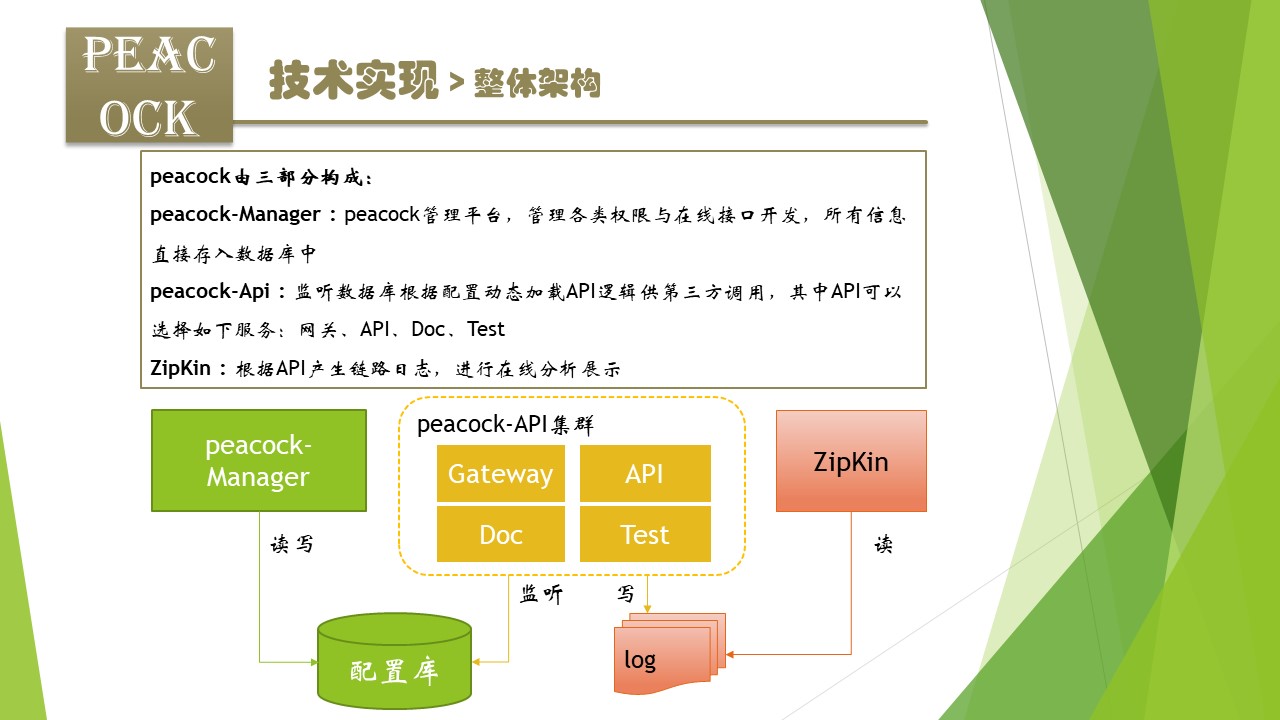 PEAC
OCK
技术实现 > 整体架构
peacock由三部分构成：
peacock-Manager：peacock管理平台，管理各类权限与在线接口开发，所有信息
直接存入数据库中
peacock-Api：监听数据库根据配置动态加载API逻辑供第三方调用，其中API可以
选择如下服务：网关、API、Doc、Test
ZipKin：根据API产生链路日志，进行在线分析展示
peacock-
Manager
peacock-API集群
Gateway
API
Doc
Test
ZipKin
读写
监听
写
读
配置库
log